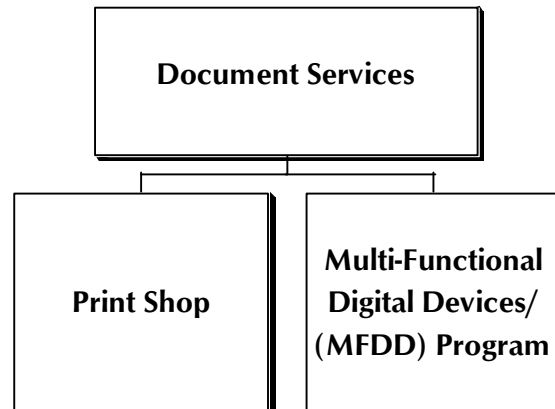 Document Services
Print Shop
Multi-Functional
Digital Devices/
(MFDD) Program